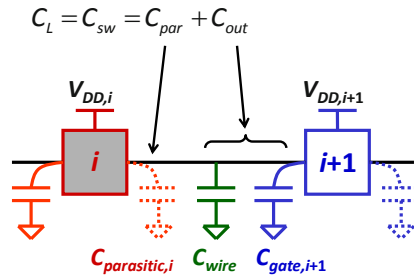 C_L = C_sw = C_par + C_out
V_DD,i V_DD,i+1
i i+1
C_parasitic,i C_wire C_gate,i+1